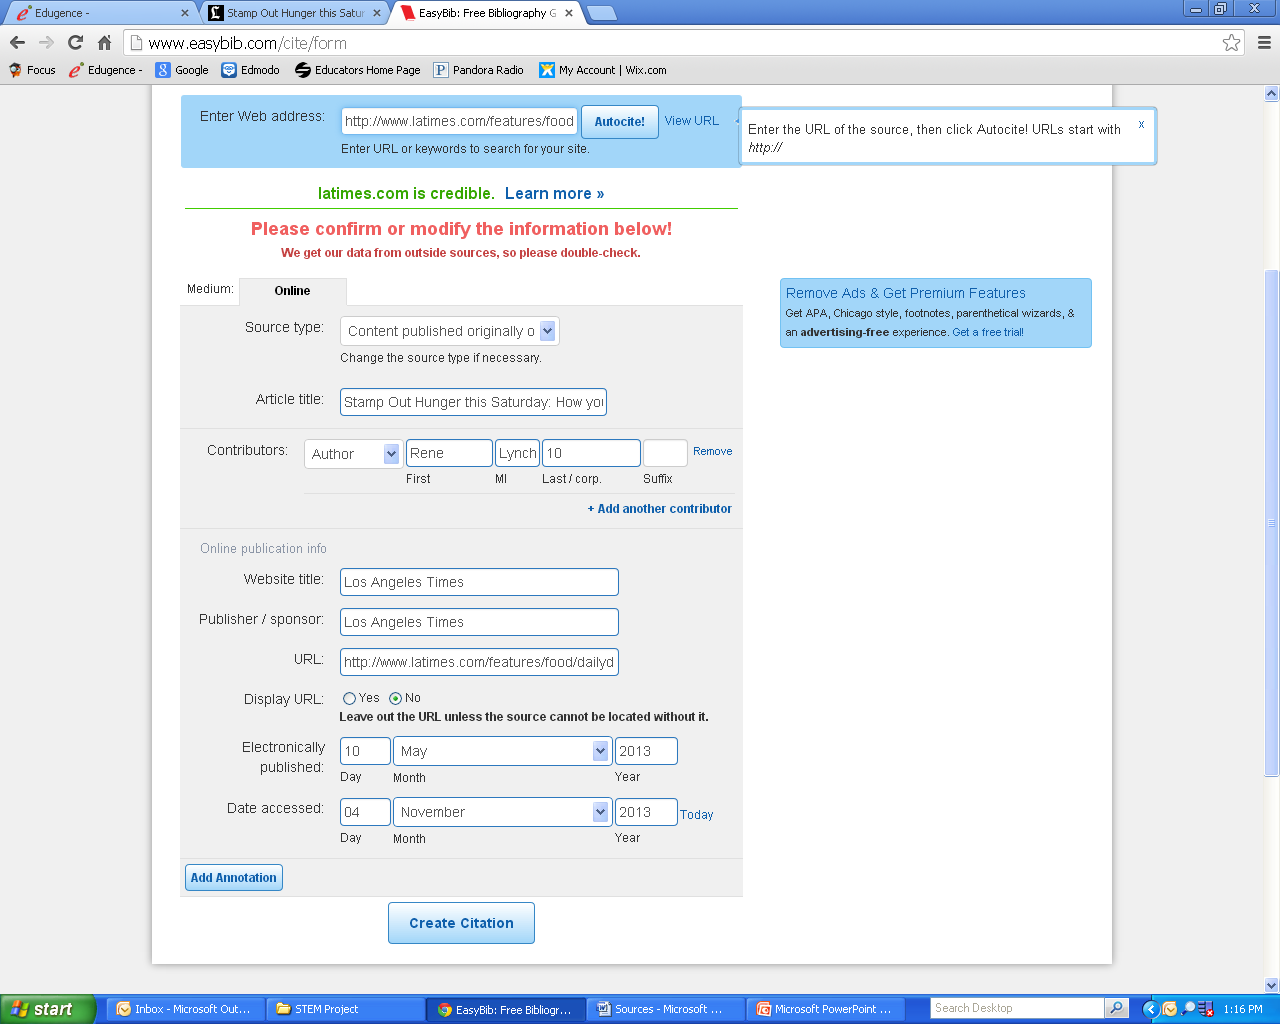 Edugence -
Stamp Out Hunger this Satur
EasyBib: Free Bibliography G
www.easybib.com/cite/form
Focus
Edugence -
Google
Edmodo
Educators Home Page
Pandora Radio
My Account | Wix.com
Enter Web address:
http://www.latimes.com/features/food
Autocite!
View URL
Enter URL or keywords to search for your site.
Enter the URL of the source, then click Autocite! URLs start with
http://
x
latimes.com is credible. Learn more »
Please confirm or modify the information below!
We get our data from outside sources, so please double-check.
Medium:
Online
Remove Ads & Get Premium Features
Get APA, Chicago style, footnotes, parenthetical wizards, &
an advertising-free experience. Get a free trial!
Source type:
Content published originally o
Change the source type if necessary.
Article title:
Stamp Out Hunger this Saturday: How you
Contributors:
Author
Rene
Lynch
10
Remove
First
MI
Last / corp.
Suffix
+ Add another contributor
Online publication info
Website title:
Los Angeles Times
Publisher / sponsor:
Los Angeles Times
URL:
http://www.latimes.com/features/food/dailyd
Display URL:
Yes
No
Leave out the URL unless the source cannot be located without it.
Electronically
published:
10
May
2013
Day
Month
Year
Date accessed:
04
November
2013
Today
Day
Month
Year
Add Annotation
Create Citation
start
Inbox - Microsoft Out...
STEM Project
EasyBib: Free Bibliogr...
Sources - Microsoft ...
Microsoft PowerPoint ...
Search Desktop
1:16 PM